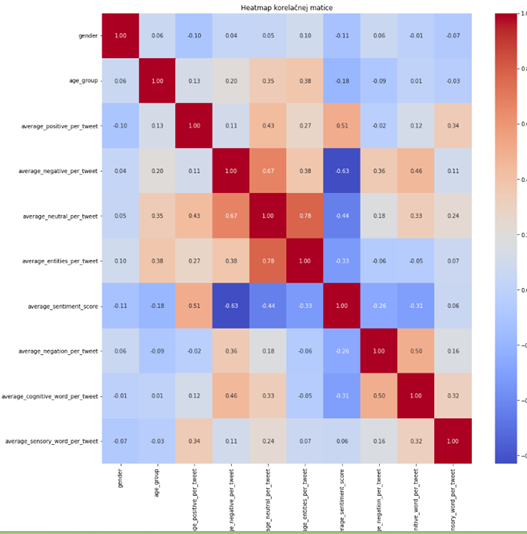 Heatmap korelačnej matice
gender 1.00 0.06 -0.10 0.04 0.05 0.10 -0.11 0.06 -0.01 -0.07
age_group 0.06 1.00 0.13 0.20 0.35 0.38 -0.18 -0.09 0.01 -0.03
average_positive_per_tweet -0.10 0.13 1.00 0.11 0.43 0.27 0.51 -0.02 0.12 0.34
average_negative_per_tweet 0.04 0.20 0.11 1.00 0.67 0.38 -0.63 0.36 0.46 0.11
average_neutral_per_tweet 0.05 0.35 0.43 0.67 1.00 0.78 -0.44 0.18 0.33 0.24
average_entities_per_tweet 0.10 0.38 0.27 0.38 0.78 1.00 -0.33 -0.06 -0.05 0.07
average_sentiment_score -0.11 -0.18 0.51 -0.63 -0.44 -0.33 1.00 -0.26 -0.31 0.06
average_negation_per_tweet 0.06 -0.09 -0.02 0.36 0.18 -0.06 -0.26 1.00 0.50 0.16
average_cognitive_word_per_tweet -0.01 0.01 0.12 0.46 0.33 -0.05 -0.31 0.50 1.00 0.32
average_sensory_word_per_tweet -0.07 -0.03 0.34 0.11 0.24 0.07 0.06 0.16 0.32 1.00
gender
age_group
ge_positive_per_tweet
ge_negative_per_tweet
ge_neutral_per_tweet
ge_entities_per_tweet
erage_sentiment_score
ge_negation_per_tweet
nitive_word_per_tweet
nsory_word_per_tweet